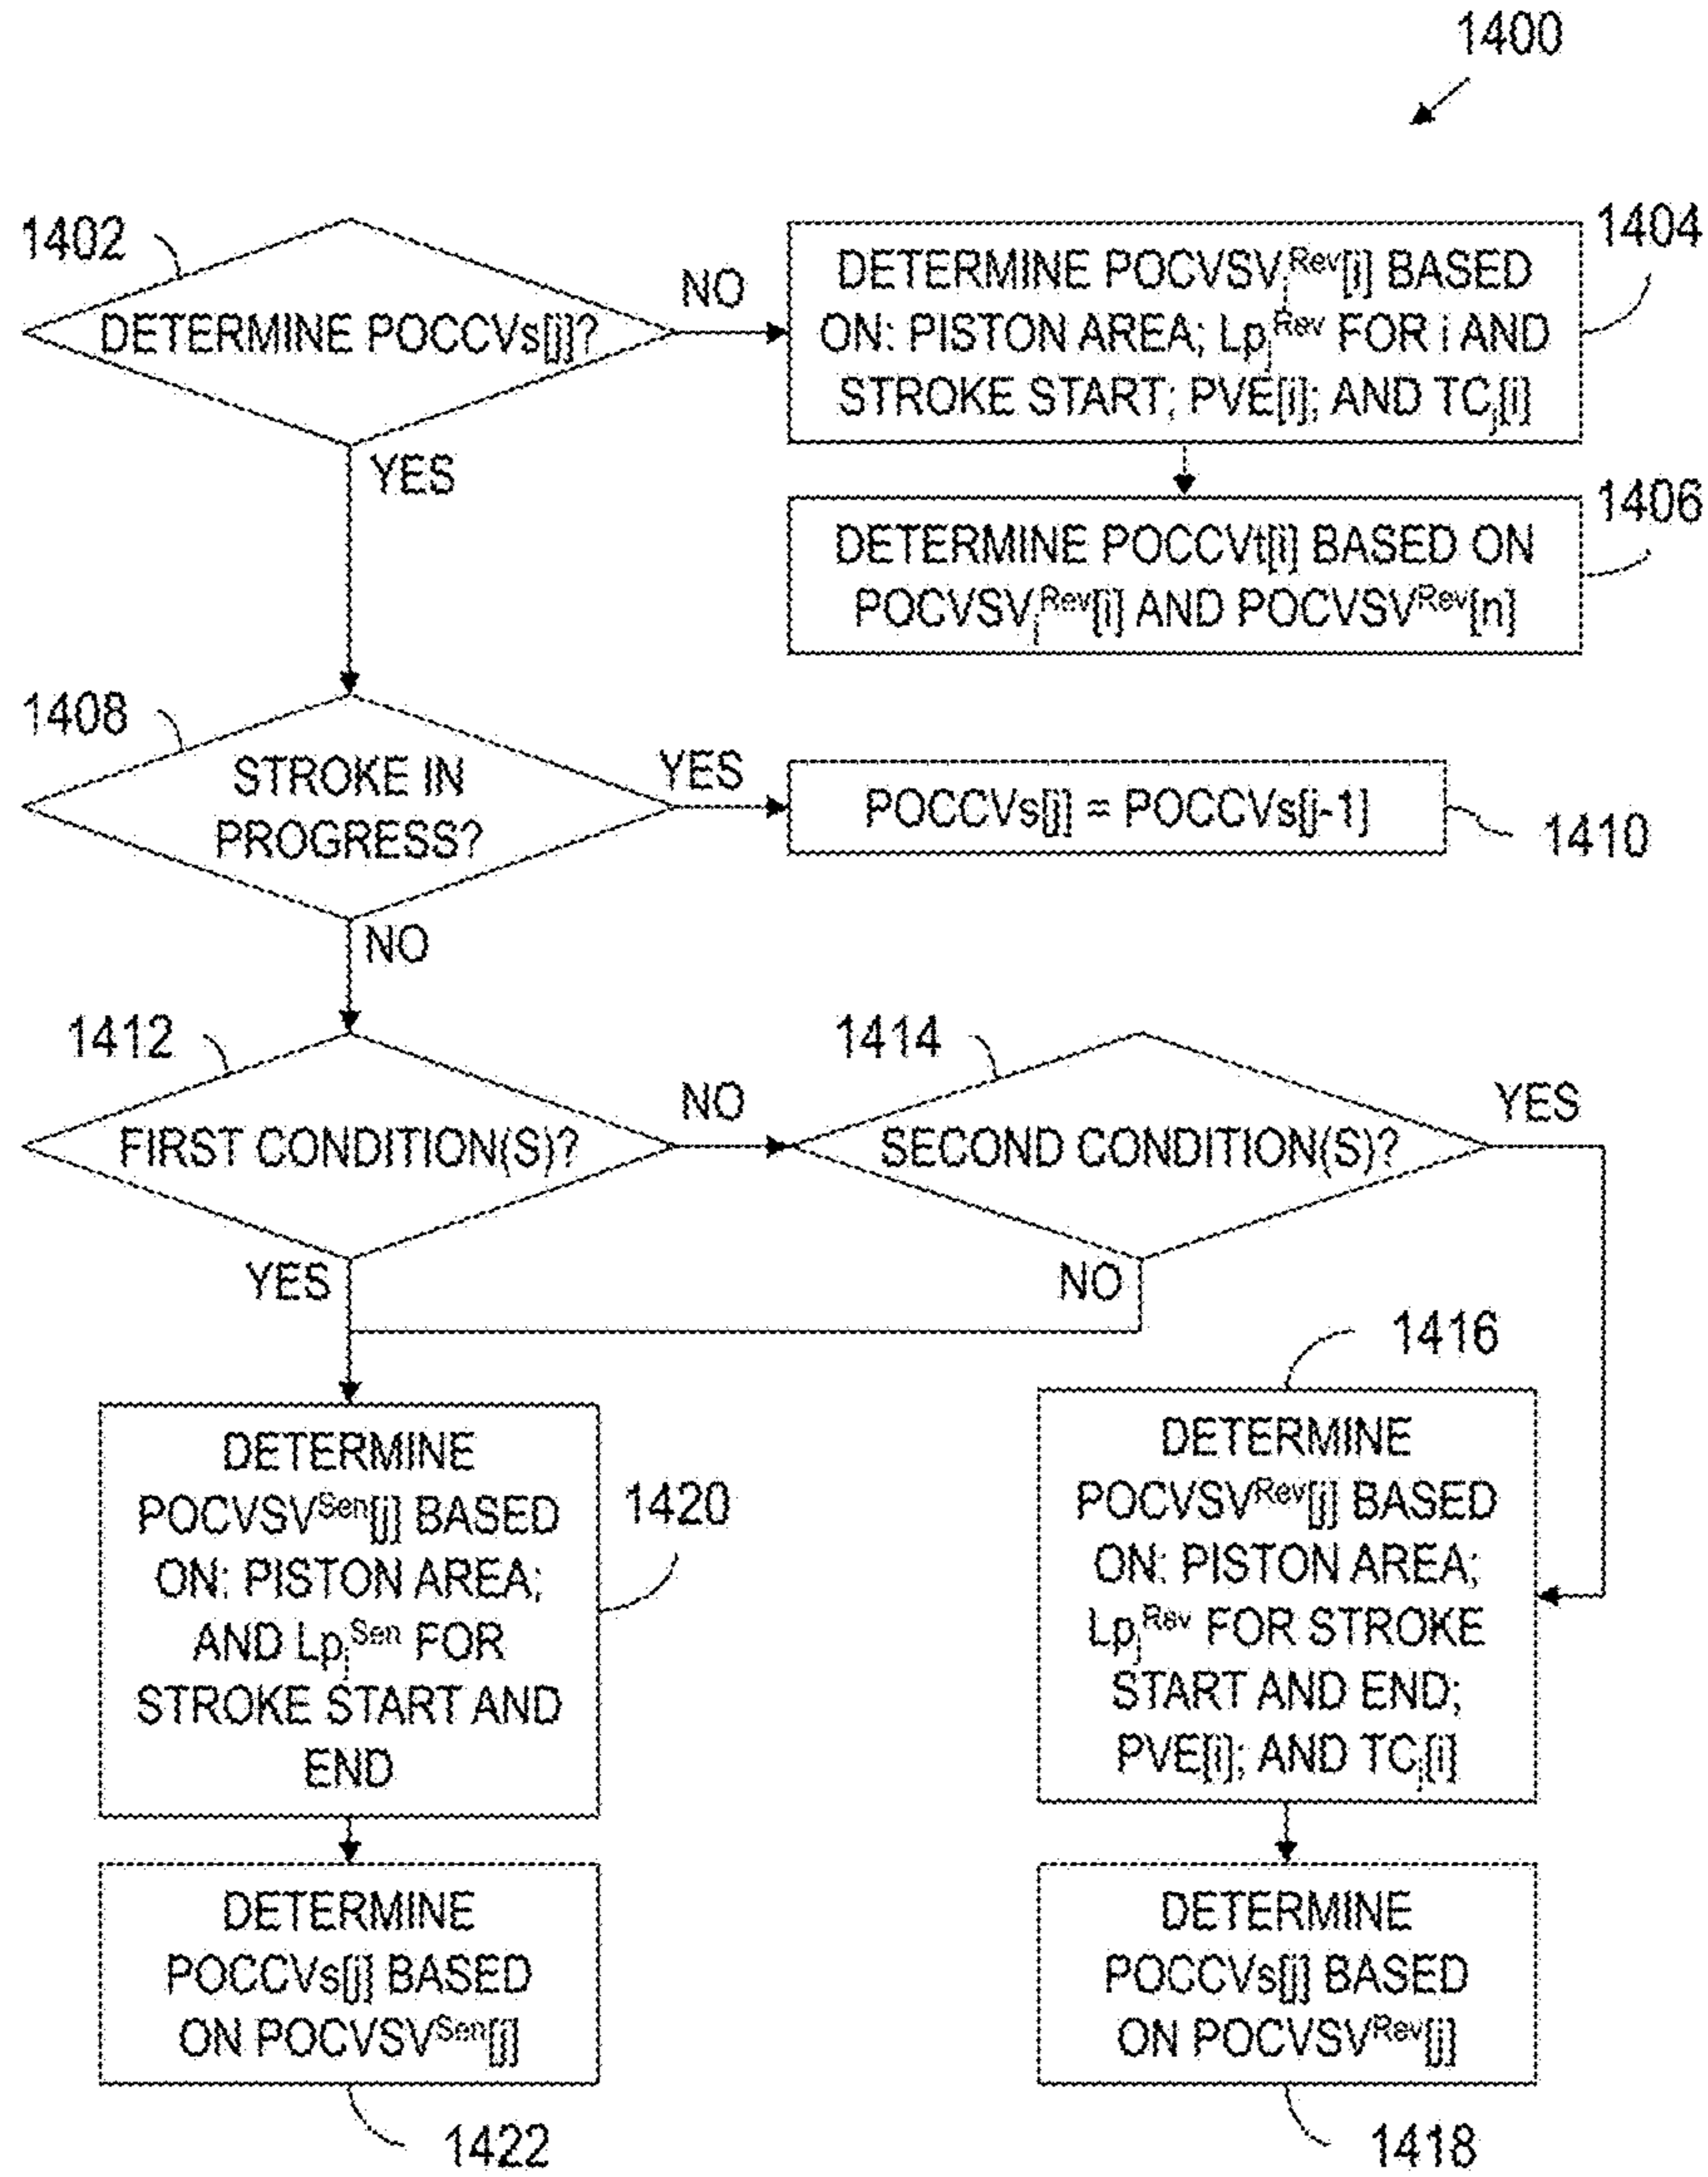 1400
1402
DETERMINE POCCVs[j]?
NO
YES
1404
DETERMINE POCVSVⱼᴿᵉᵛ[i] BASED
ON: PISTON AREA; Lpⱼᴿᵉᵛ FOR i AND
STROKE START; PVE[i]; AND TCⱼ[i]
1406
DETERMINE POCCVt[i] BASED ON
POCVSVⱼᴿᵉᵛ[i] AND POCVSVᴿᵉᵛ[n]
1408
STROKE IN
PROGRESS?
YES
NO
POCCVs[j] = POCCVs[j-1]
1410
1412
FIRST CONDITION(S)?
NO
YES
1414
SECOND CONDITION(S)?
YES
NO
1416
DETERMINE
POCVSVᴿᵉᵛ[j] BASED
ON: PISTON AREA;
Lpⱼᴿᵉᵛ FOR STROKE
START AND END;
PVE[i]; AND TCⱼ[i]
DETERMINE
POCVSVˢᵉⁿ[j] BASED
ON: PISTON AREA;
AND Lpⱼˢᵉⁿ FOR
STROKE START AND
END
1420
DETERMINE
POCCVs[j] BASED
ON POCVSVˢᵉⁿ[j]
1422
DETERMINE
POCCVs[j] BASED
ON POCVSVᴿᵉᵛ[j]
1418